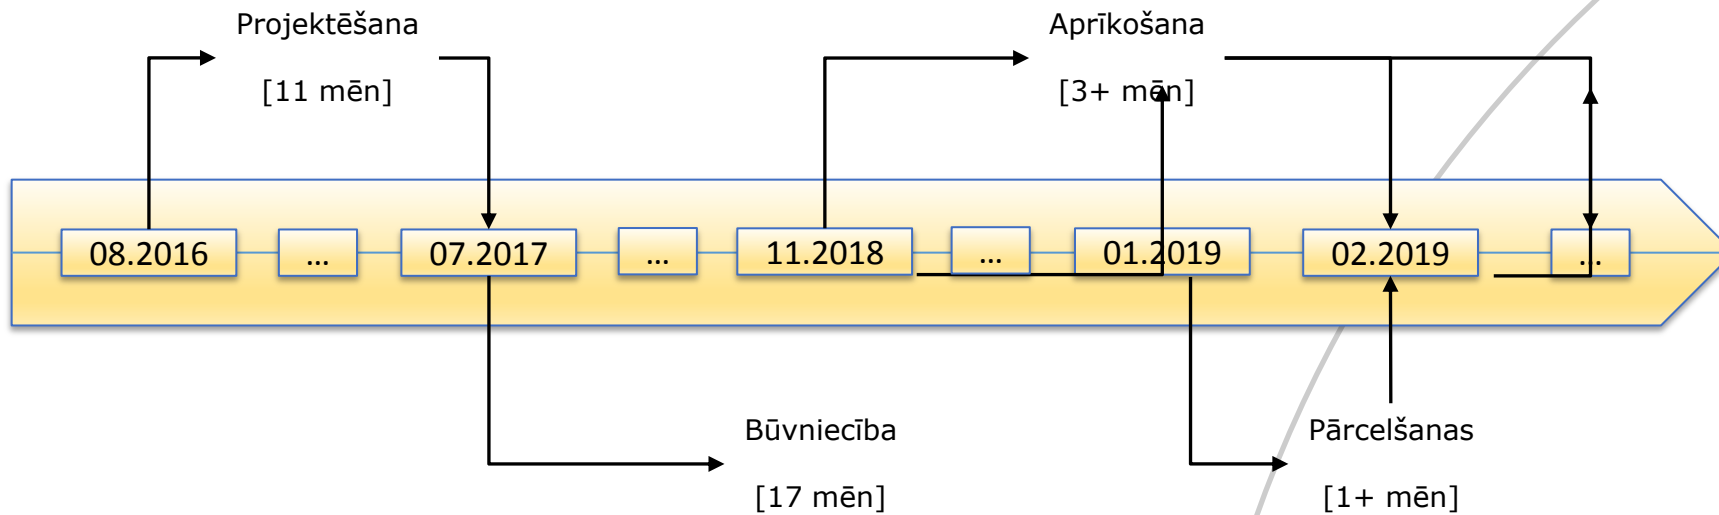 Projektēšana
[11 mēn]
Aprīkošana
[3+ mēn]
08.2016
...
07.2017
...
11.2018
...
01.2019
02.2019
...
Būvniecība
[17 mēn]
Pārcelšanas
[1+ mēn]